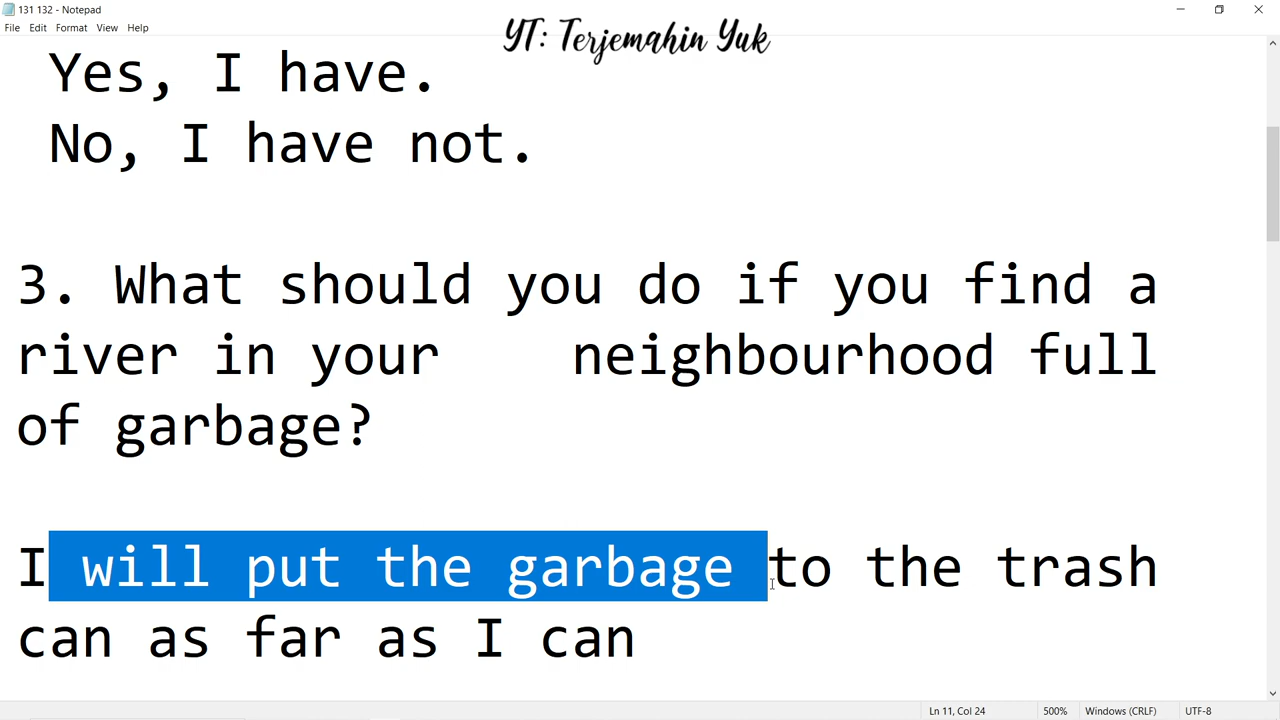 131 132 - Notepad
File Edit Format View Help
YT: Terjemahin Yuk
Yes, I have.
No, I have not.
3. What should you do if you find a
river in your    neighbourhood full
of garbage?
I will put the garbage to the trash
can as far as I can
Ln 11, Col 24 500% Windows (CRLF) UTF-8